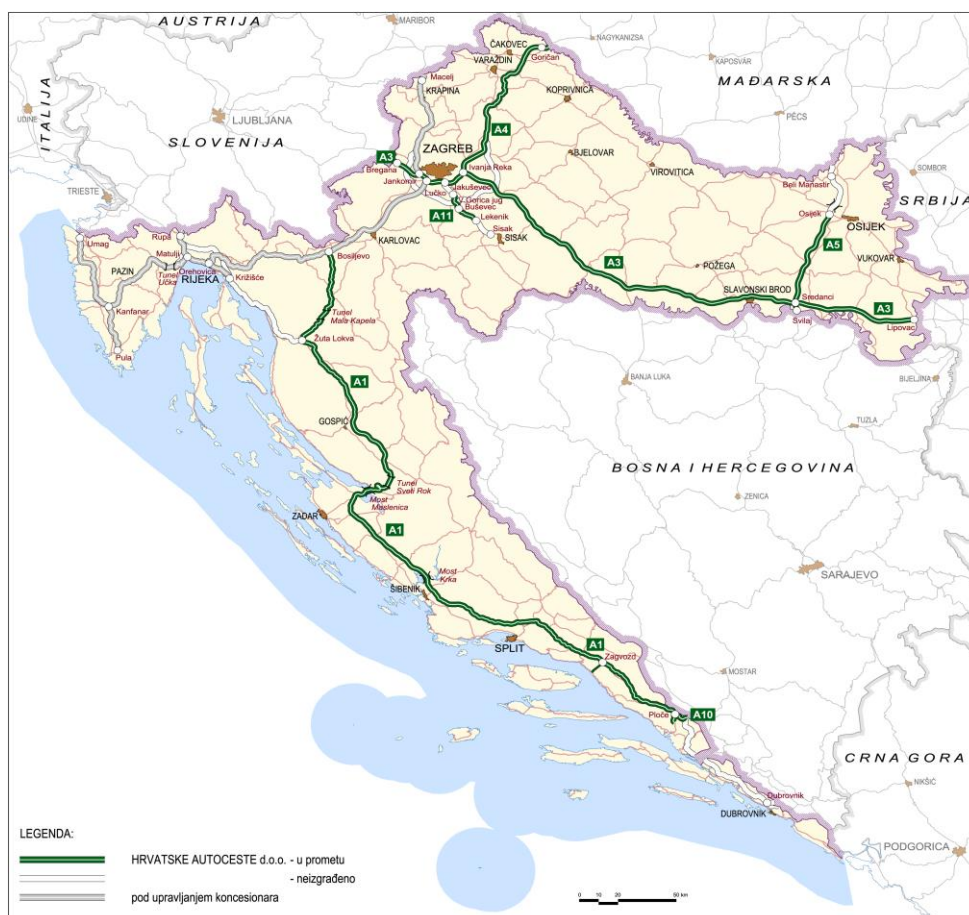 AUSTRIJA
MARIBOR
NAGYKANIZSA
ČAKOVEC
Goričan
VARAŽDIN
KAPOSVÁR
MAĐARSKA
ITALIJA
Macelj
KRAPINA
KOPRIVNICA
UDINE
LJUBLJANA
PÉCS
SLOVENIJA
A4
ZAGREB
BJELOVAR
A3
Bregana
Ivanja Reka
VIROVITICA
SOMBOR
TRIESTE
Jankomir
Jakuševec
Beli Manastir
Lučko
Gorica jug
Buševec
SRBIJA
A11
Lekenik
Osijek
OSIJEK
Umag
Rupa
KARLOVAC
Sisak
SISAK
Matulji
Bosiljevo
A5
PAZIN
Tunel
Učka
Orehovica
RIJEKA
Križišće
A3
POŽEGA
VUKOVAR
SLAVONSKI BROD
Sredanci
A3
Kanfanar
Tunel
Mala Kapela
Svilaj
Lipovac
Žuta Lokva
Pula
A1
BANJA LUKA
BIJELJINA
GOSPIĆ
TUZLA
BOSNA I HERCEGOVINA
Tunel
Sveti Rok
Most
Maslenica
ZENICA
ZADAR
A1
Most
Krka
SARAJEVO
ŠIBENIK
SPLIT
A1
Zagvozd
MOSTAR
Ploče
A10
CRNA GORA
NIKŠIĆ
Dubrovnik
DUBROVNIK
LEGENDA:
PODGORICA
HRVATSKE AUTOCESTE d.o.o. - u prometu
- neizgrađeno
pod upravljanjem koncesionara
0 10 20 50 km